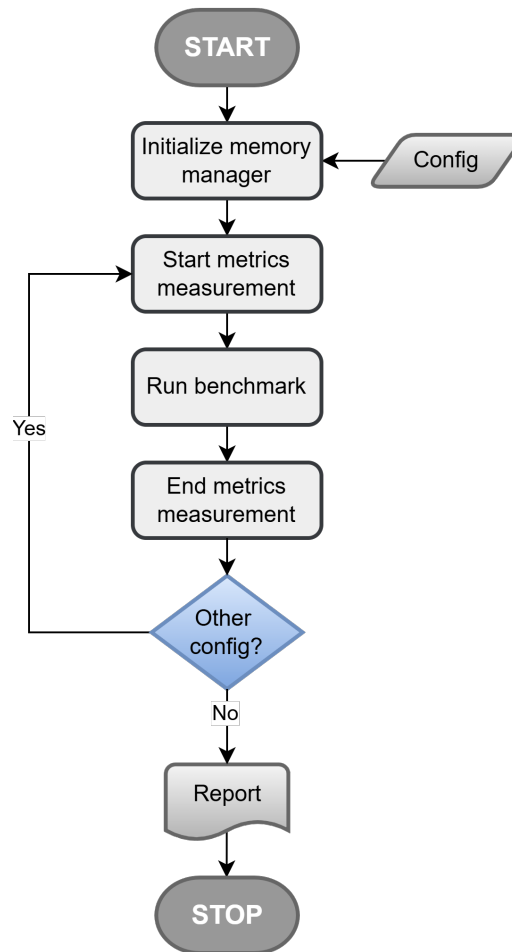 START
Initialize memory
manager
Config
Start metrics
measurement
Run benchmark
Yes
End metrics
measurement
Other
config?
No
Report
STOP